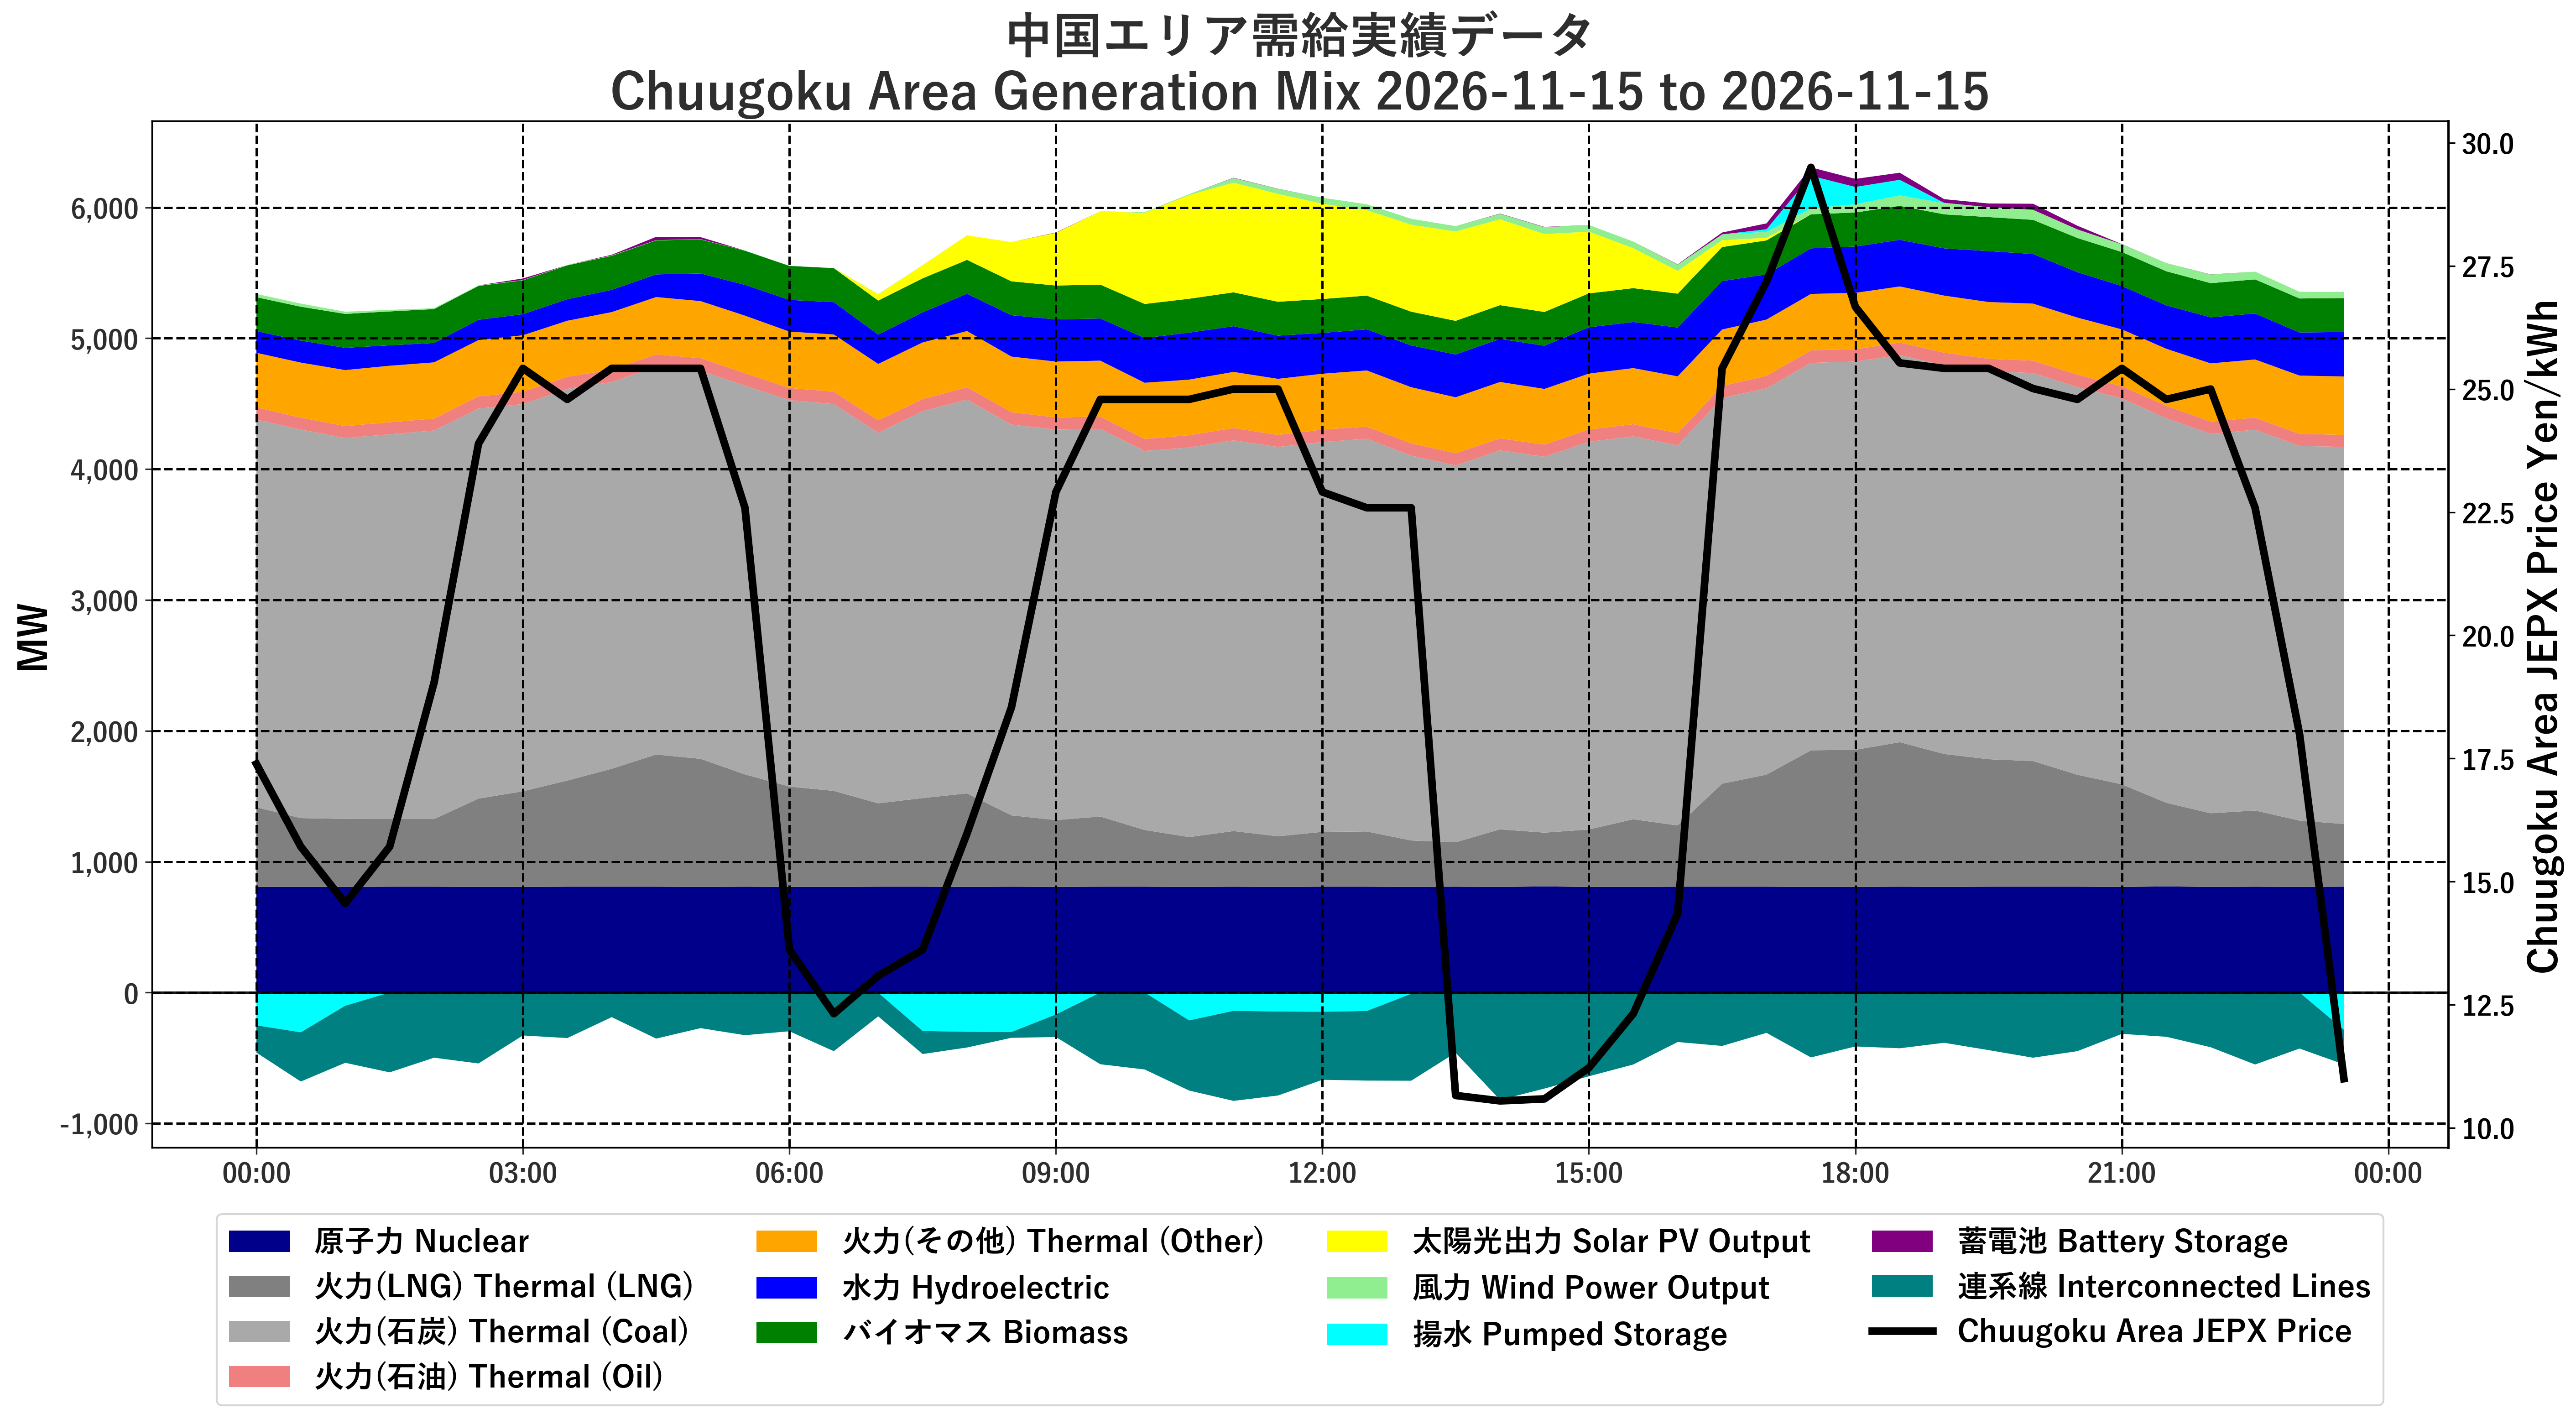 中国エリア需給実績データ
Chuugoku Area Generation Mix 2026-11-15 to 2026-11-15
MW
6,000
5,000
4,000
3,000
2,000
1,000
0
-1,000
30.0
27.5
25.0
22.5
20.0
17.5
15.0
12.5
10.0
Chuugoku Area JEPX Price Yen/kWh
00:00 03:00 06:00 09:00 12:00 15:00 18:00 21:00 00:00
原子力 Nuclear
火力(LNG) Thermal (LNG)
火力(石炭) Thermal (Coal)
火力(石油) Thermal (Oil)
火力(その他) Thermal (Other)
水力 Hydroelectric
バイオマス Biomass
太陽光出力 Solar PV Output
風力 Wind Power Output
揚水 Pumped Storage
蓄電池 Battery Storage
連系線 Interconnected Lines
Chuugoku Area JEPX Price